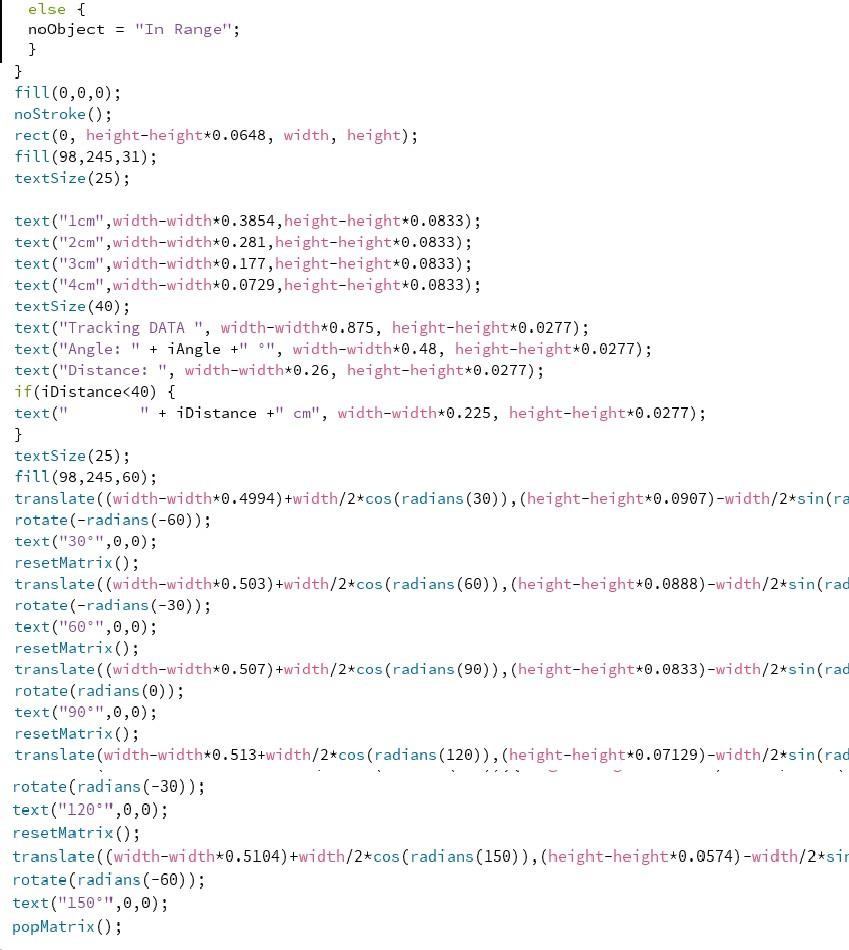 else {
noObject = "In Range";
}
}
fill(0,0,0);
noStroke();
rect(0, height-height*0.0648, width, height);
fill(98,245,31);
textSize(25);
text("1cm",width-width*0.3854,height-height*0.0833);
text("2cm",width-width*0.281,height-height*0.0833);
text("3cm",width-width*0.177,height-height*0.0833);
text("4cm",width-width*0.0729,height-height*0.0833);
textSize(40);
text("Tracking DATA ", width-width*0.875, height-height*0.0277);
text("Angle: " + iAngle +" °", width-width*0.48, height-height*0.0277);
text("Distance: ", width-width*0.26, height-height*0.0277);
if(iDistance<40) {
text("        " + iDistance +" cm", width-width*0.225, height-height*0.0277);
}
textSize(25);
fill(98,245,60);
translate((width-width*0.4994)+width/2*cos(radians(30)),(height-height*0.0907)-width/2*sin(ra
rotate(-radians(-60));
text("30°",0,0);
resetMatrix();
translate((width-width*0.503)+width/2*cos(radians(60)),(height-height*0.0888)-width/2*sin(rad
rotate(-radians(-30));
text("60°",0,0);
resetMatrix();
translate((width-width*0.507)+width/2*cos(radians(90)),(height-height*0.0833)-width/2*sin(rad
rotate(radians(0));
text("90°",0,0);
resetMatrix();
translate(width-width*0.513+width/2*cos(radians(120)),(height-height*0.07129)-width/2*sin(rad
rotate(radians(-30));
text("120°",0,0);
resetMatrix();
translate((width-width*0.5104)+width/2*cos(radians(150)),(height-height*0.0574)-width/2*sin
rotate(radians(-60));
text("150°",0,0);
popMatrix();